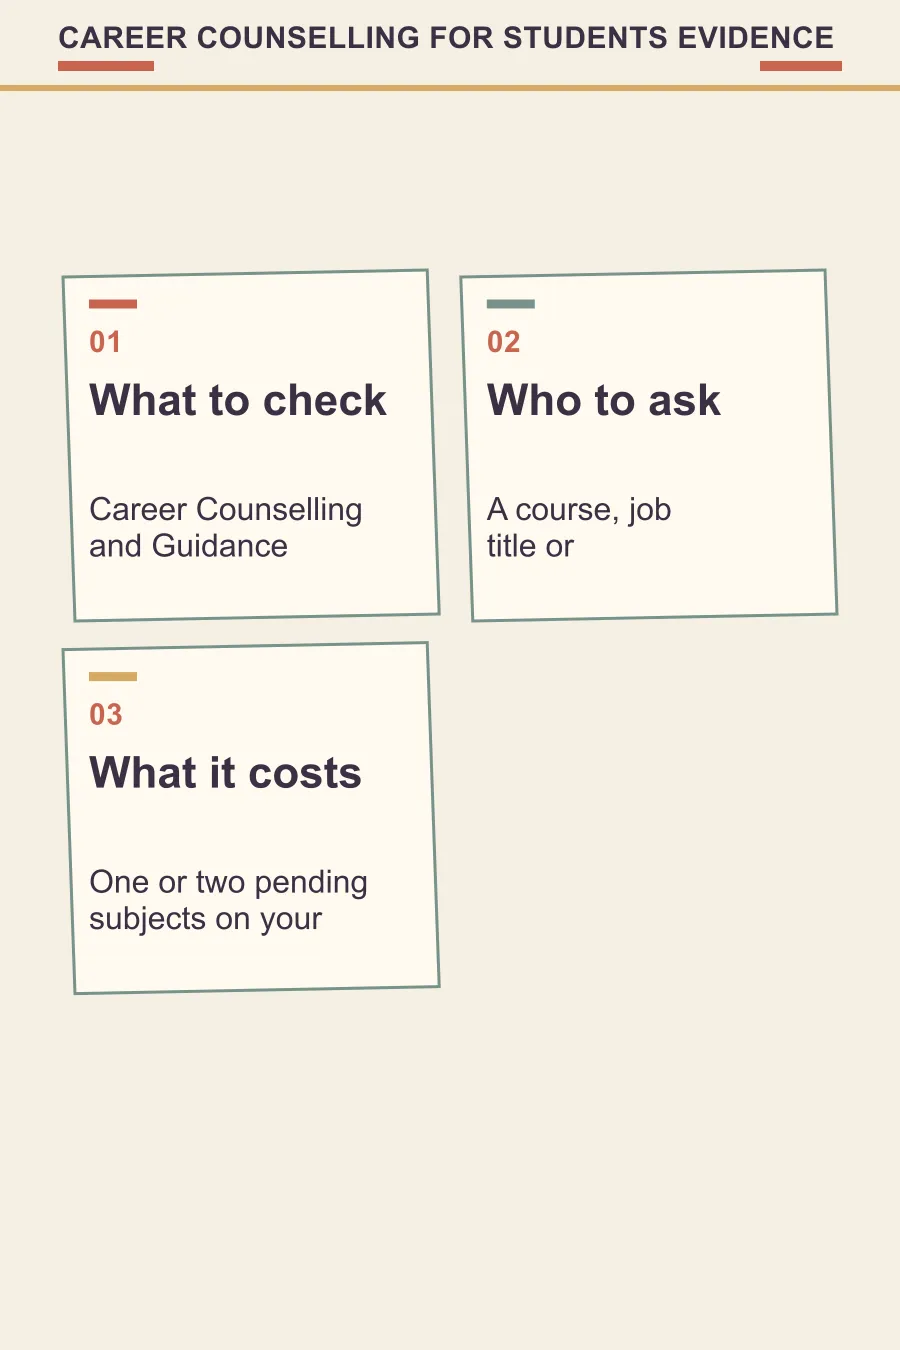 CAREER COUNSELLING FOR STUDENTS EVIDENCE
01
What to check
Career Counselling
and Guidance
02
Who to ask
A course, job
title or
03
What it costs
One or two pending
subjects on your